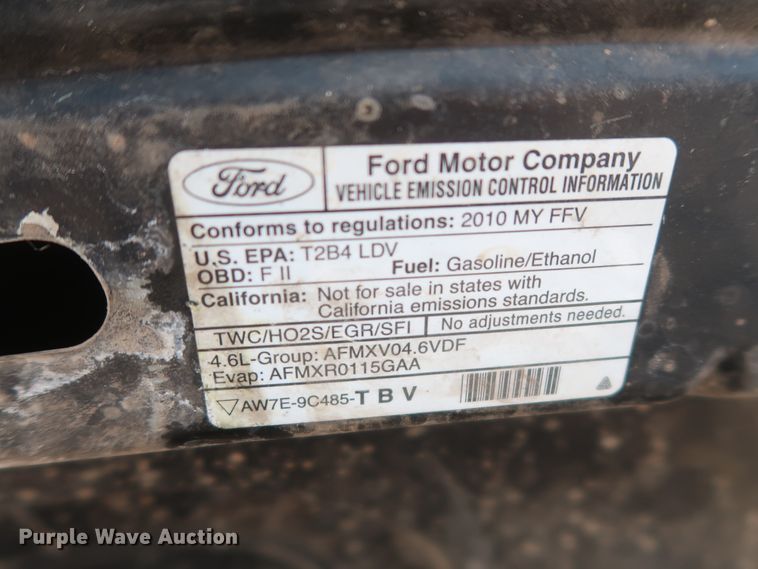 Ford
Ford Motor Company
VEHICLE EMISSION CONTROL INFORMATION
Conforms to regulations: 2010 MY FFV
U.S. EPA: T2B4 LDV
OBD: F II
Fuel: Gasoline/Ethanol
California: Not for sale in states with
California emissions standards.
TWC/HO2S/EGR/SFI
No adjustments needed.
4.6L-Group: AFMXV04.6VDF
Evap: AFMXR0115GAA
AW7E-9C485-T B V
Purple Wave Auction